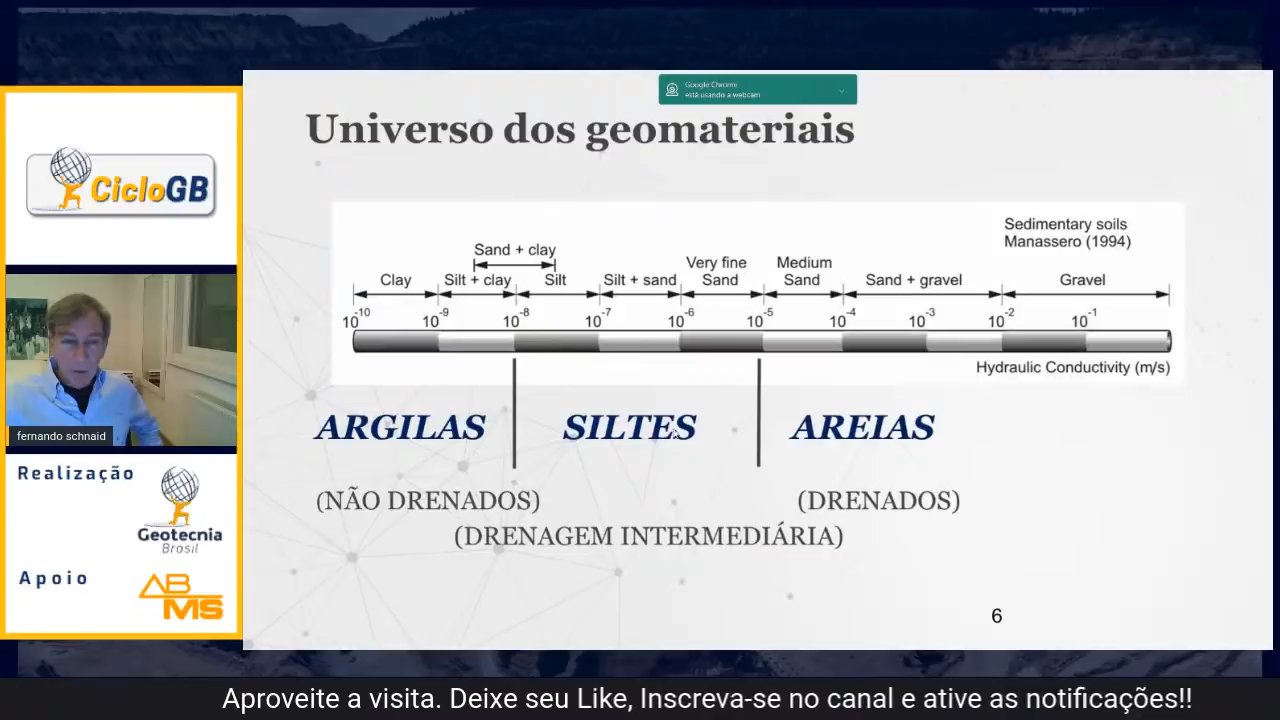 Google Chrome
está usando a webcam
Universo dos geomateriais
CicloGB
Sedimentary soils
Manassero (1994)
Sand + clay
Very fine
Medium
Clay
Silt + clay
Silt
Silt + sand
Sand
Sand
Sand + gravel
Gravel
10^-10 10^-9 10^-8 10^-7 10^-6 10^-5 10^-4 10^-3 10^-2 10^-1
Hydraulic Conductivity (m/s)
ARGILAS
SILTES
AREIAS
(NÃO DRENADOS)
(DRENADOS)
(DRENAGEM INTERMEDIÁRIA)
6
fernando schnaid
Realização
Geotecnia
Brasil
Apoio
ABMS
Aproveite a visita. Deixe seu Like, Inscreva-se no canal e ative as notificações!!